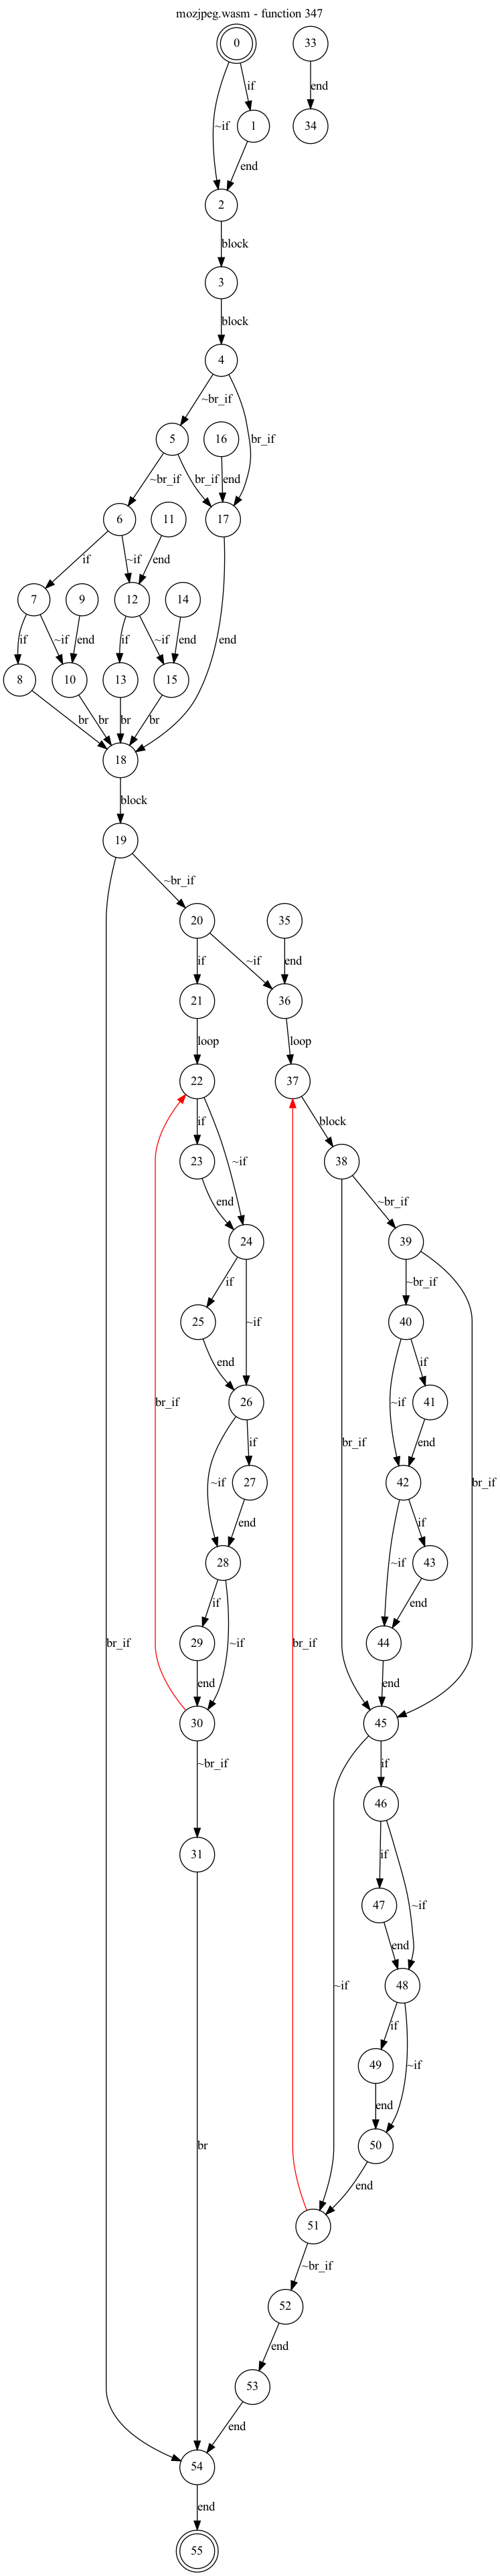 mozjpeg.wasm - function 347
0
33
if
end
~if
1
34
end
2
block
3
block
4
~br_if
5
16
br_if
~br_if
br_if
end
6
11
17
if
~if
end
7
9
12
14
if
~if
end
if
~if
end
end
8
10
13
15
br
br
br
br
18
block
19
~br_if
20
35
if
~if
end
21
36
loop
loop
22
37
if
block
23
~if
38
end
~br_if
24
39
if
~if
~br_if
25
40
end
if
br_if
26
~if
41
br_if
if
end
br_if
~if
27
42
end
if
28
~if
43
if
end
br_if
29
~if
br_if
44
end
end
30
45
~br_if
if
46
31
if
47
~if
end
48
~if
if
49
~if
end
br
50
end
51
~br_if
52
end
53
end
54
end
55